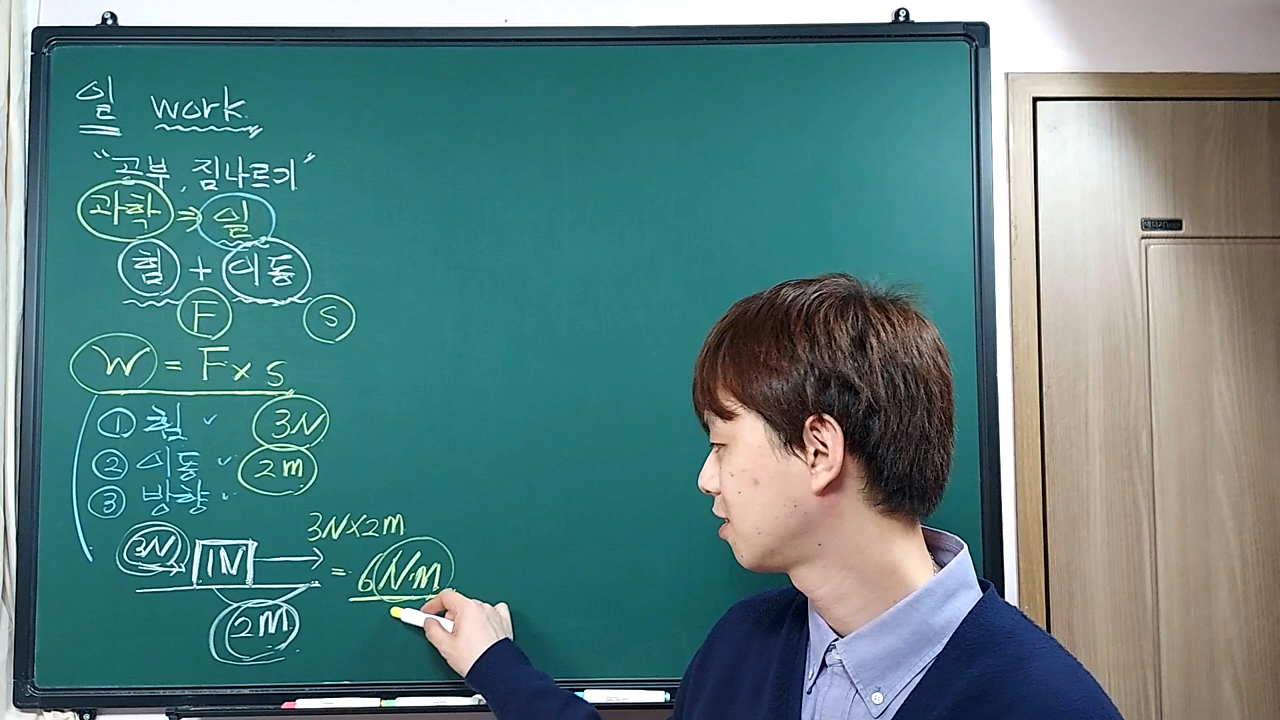 일 work
"공부, 짐나르기"
과학 ⇒ 일
힘 + 이동
F S
W = F × s
① 힘 ✓ 3N
② 이동 ✓ 2m
③ 방향 ✓
3N×2m
3N 1N → = 6N·m
2m